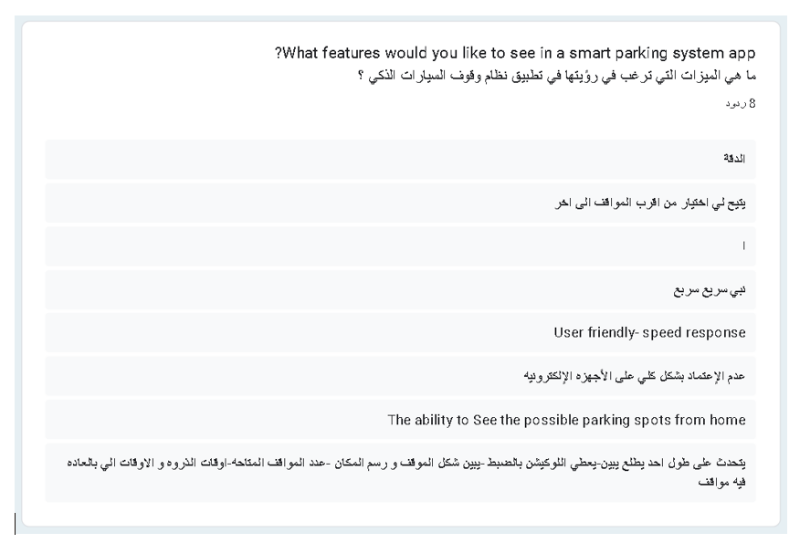 What features would you like to see in a smart parking system app?
ما هي الميزات التي ترغب في رؤيتها في تطبيق نظام وقوف السيارات الذكي ؟
8 ردود
الدقة
يتيح لي اختيار من اقرب المواقف الى اخر
ا
نبي سريع سريع
User friendly- speed response
عدم الإعتماد بشكل كلي على الأجهزه الإلكترونيه
The ability to See the possible parking spots from home
يتحدث على طول احد يطلع يبين-يعطي اللوكيشن بالضبط -يبين شكل الموقف و رسم المكان -عدد المواقف المتاحه-اوقات الذروه و الاوقات الي بالعاده
فيه مواقف